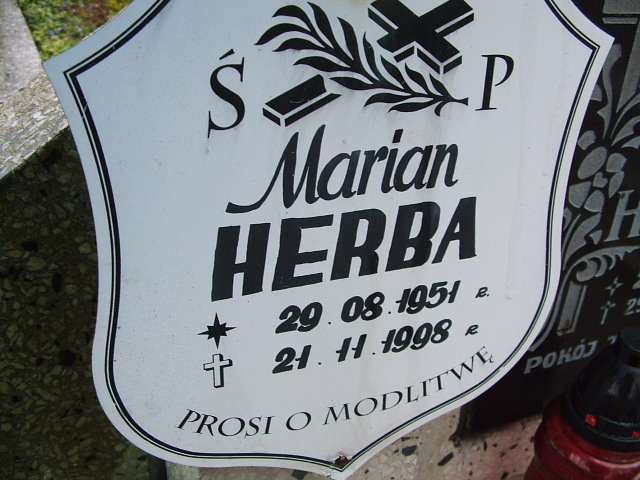 Ś P
Marian
HERBA
29.08.1951 R.
21.11.1998 R
PROSI O MODLITWĘ
POKÓJ